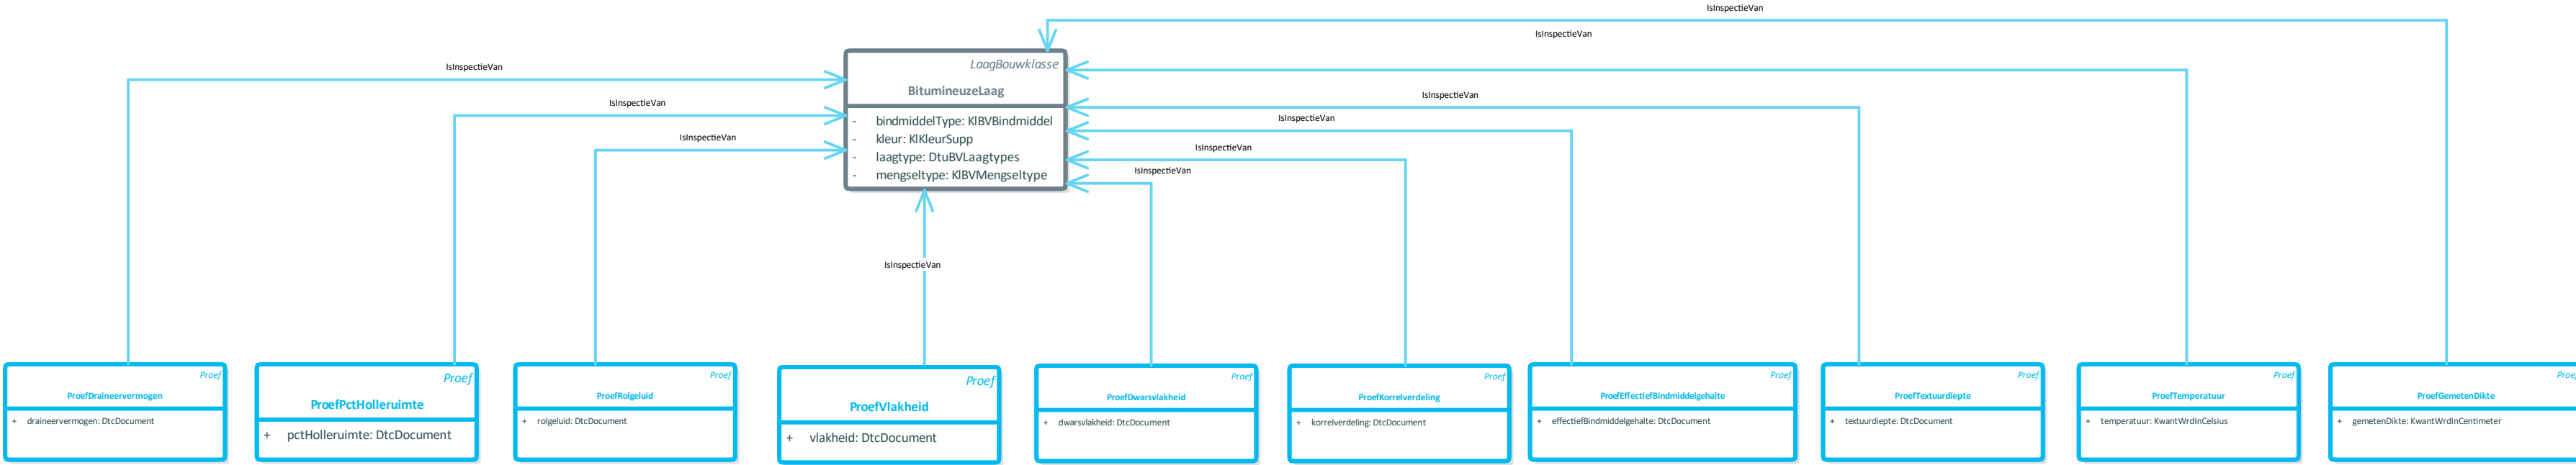 IsInspectieVan
IsInspectieVan
IsInspectieVan
IsInspectieVan
IsInspectieVan
IsInspectieVan
IsInspectieVan
IsInspectieVan
IsInspectieVan
IsInspectieVan
LaagBouwklasse
BitumineuzeLaag
- bindmiddelType: KlBVBindmiddel
- kleur: KlKleurSupp
- laagtype: DtuBVLaagtypes
- mengseltype: KlBVMengseltype
Proef
ProefDraineervermogen
+ draineervermogen: DtcDocument
Proef
ProefPctHolleruimte
+ pctHolleruimte: DtcDocument
Proef
ProefRolgeluid
+ rolgeluid: DtcDocument
Proef
ProefVlakheid
+ vlakheid: DtcDocument
Proef
ProefDwarsvlakheid
+ dwarsvlakheid: DtcDocument
Proef
ProefKorrelverdeling
+ korrelverdeling: DtcDocument
Proef
ProefEffectiefBindmiddelgehalte
+ effectiefBindmiddelgehalte: DtcDocument
Proef
ProefTextuurdiepte
+ textuurdiepte: DtcDocument
Proef
ProefTemperatuur
+ temperatuur: KwantWrdInCelsius
Proef
ProefGemetenDikte
+ gemetenDikte: KwantWrdInCentimeter